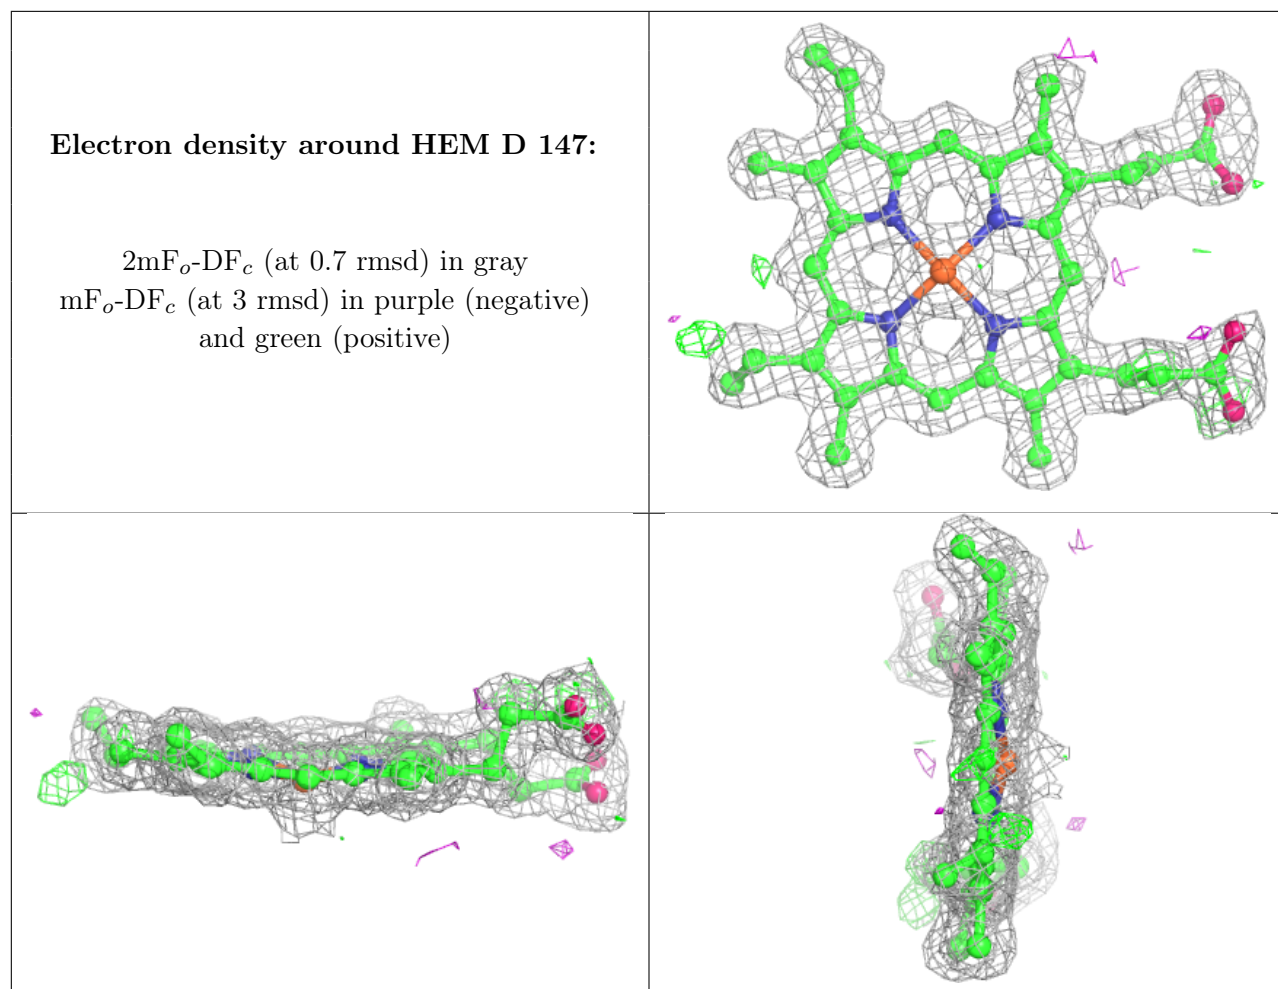 Electron density around HEM D 147:
2mFo-DFc (at 0.7 rmsd) in gray
mFo-DFc (at 3 rmsd) in purple (negative)
and green (positive)